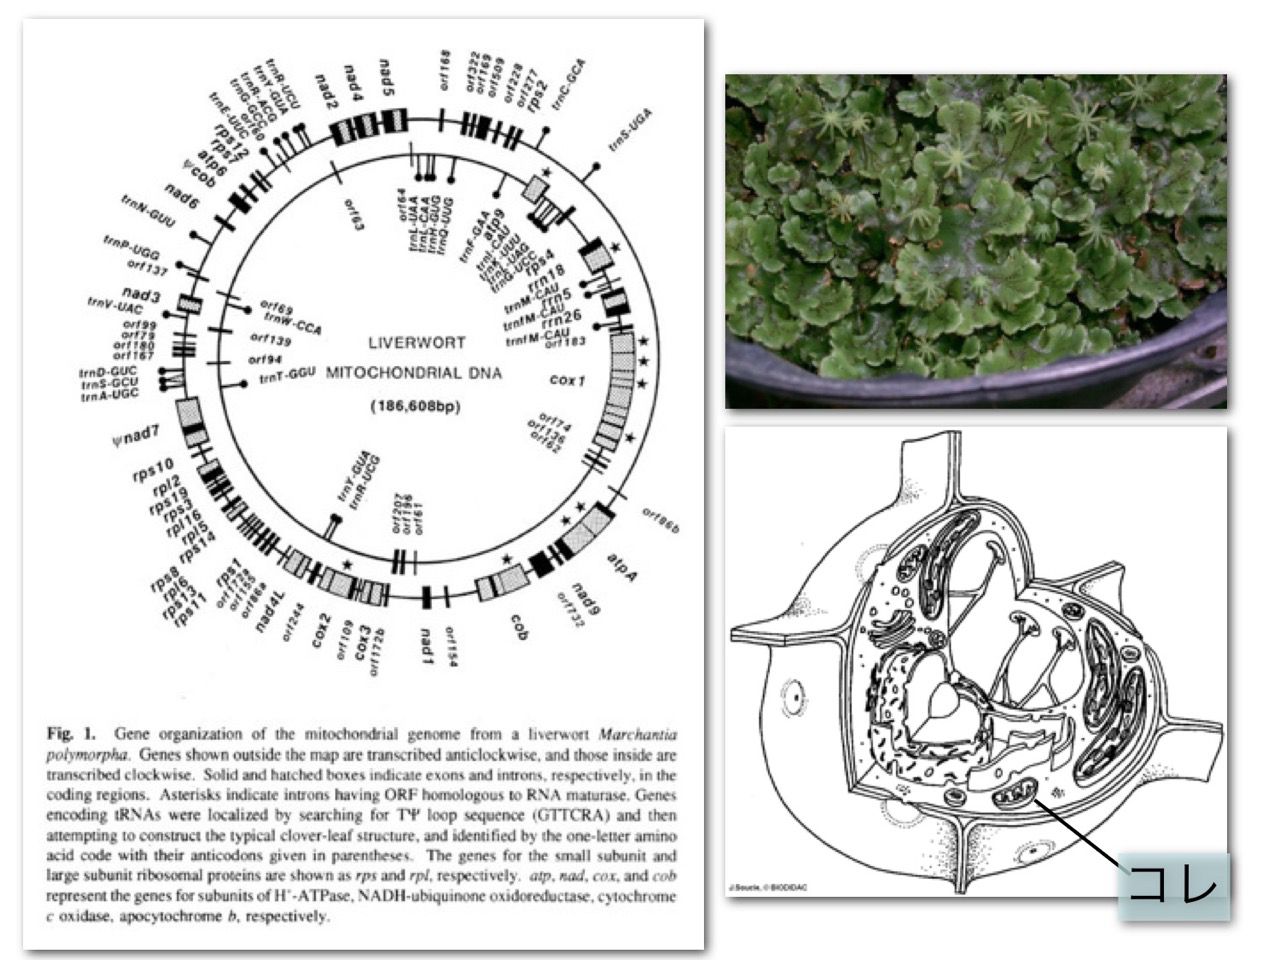 orf168
orf322
orf169
orf509
orf228
orf277
rps2
trnC-GCA
trnS-UGA
nad5
nad4
nad2
trnR-UCU
trnY-GUA
trnR-ACG
trnG-GCC
orf60
trnE-UUC
rps12
rps7
atp6
ψcob
nad6
trnN-GUU
trnP-UGG
orf137
nad3
trnV-UAC
orf99
orf79
orf180
orf167
trnD-GUC
trnS-GCU
trnA-UGC
ψnad7
rps10
rpl2
rps19
rps3
rpl16
rpl5
rps14
rps8
rpl6
rps13
rps11
rps1
orf172a
orf155
orf86a
nad4L
orf244
cox2
orf109
cox3
orf172b
nad1
orf154
cob
orf732
nad9
atpA
orf86b
orf63
orf64
trnL-UAA
trnL-CAA
trnH-GUG
trnQ-UUG
trnF-GAA
atp9
trnI-CAU
trnK-UUU
trnL-UAG
trnG-UCC
rps4
rrn18
trnM-CAU
rrn5
trnfM-CAU
rrn26
trnfM-CAU
orf183
cox1
orf74
orf136
orf62
orf69
trnW-CCA
orf139
orf94
trnT-GGU
trnY-GUA
trnR-UCG
orf207
orf196
orf61
LIVERWORT
MITOCHONDRIAL DNA
(186,608bp)
Fig. 1. Gene organization of the mitochondrial genome from a liverwort Marchantia
polymorpha. Genes shown outside the map are transcribed anticlockwise, and those inside are
transcribed clockwise. Solid and hatched boxes indicate exons and introns, respectively, in the
coding regions. Asterisks indicate introns having ORF homologous to RNA maturase. Genes
encoding tRNAs were localized by searching for TΨ loop sequence (GTTCRA) and then
attempting to construct the typical clover-leaf structure, and identified by the one-letter amino
acid code with their anticodons given in parentheses. The genes for the small subunit and
large subunit ribosomal proteins are shown as rps and rpl, respectively. atp, nad, cox, and cob
represent the genes for subunits of H⁺-ATPase, NADH-ubiquinone oxidoreductase, cytochrome
c oxidase, apocytochrome b, respectively.
J.Soucie, © BIODIDAC
コレ